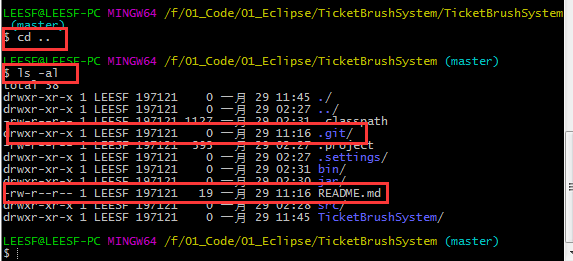 LEESF@LEESF-PC MINGW64 /f/01_Code/01_Eclipse/TicketBrushSystem/TicketBrushSystem
(master)
$ cd ..
LEESF@LEESF-PC MINGW64 /f/01_Code/01_Eclipse/TicketBrushSystem (master)
$ ls -al
total 38
drwxr-xr-x 1 LEESF 197121 0 一月 29 11:45 ./
drwxr-xr-x 1 LEESF 197121 0 一月 29 02:27 ../
-rw-r--r-- 1 LEESF 197121 1127 一月 29 02:31 .classpath
drwxr-xr-x 1 LEESF 197121 0 一月 29 11:16 .git/
-rw-r--r-- 1 LEESF 197121 393 一月 29 02:27 .project
drwxr-xr-x 1 LEESF 197121 0 一月 29 02:27 .settings/
drwxr-xr-x 1 LEESF 197121 0 一月 29 02:31 bin/
drwxr-xr-x 1 LEESF 197121 0 一月 29 02:30 jar/
-rw-r--r-- 1 LEESF 197121 19 一月 29 11:16 README.md
drwxr-xr-x 1 LEESF 197121 0 一月 29 02:28 src/
drwxr-xr-x 1 LEESF 197121 0 一月 29 11:45 TicketBrushSystem/
LEESF@LEESF-PC MINGW64 /f/01_Code/01_Eclipse/TicketBrushSystem (master)
$